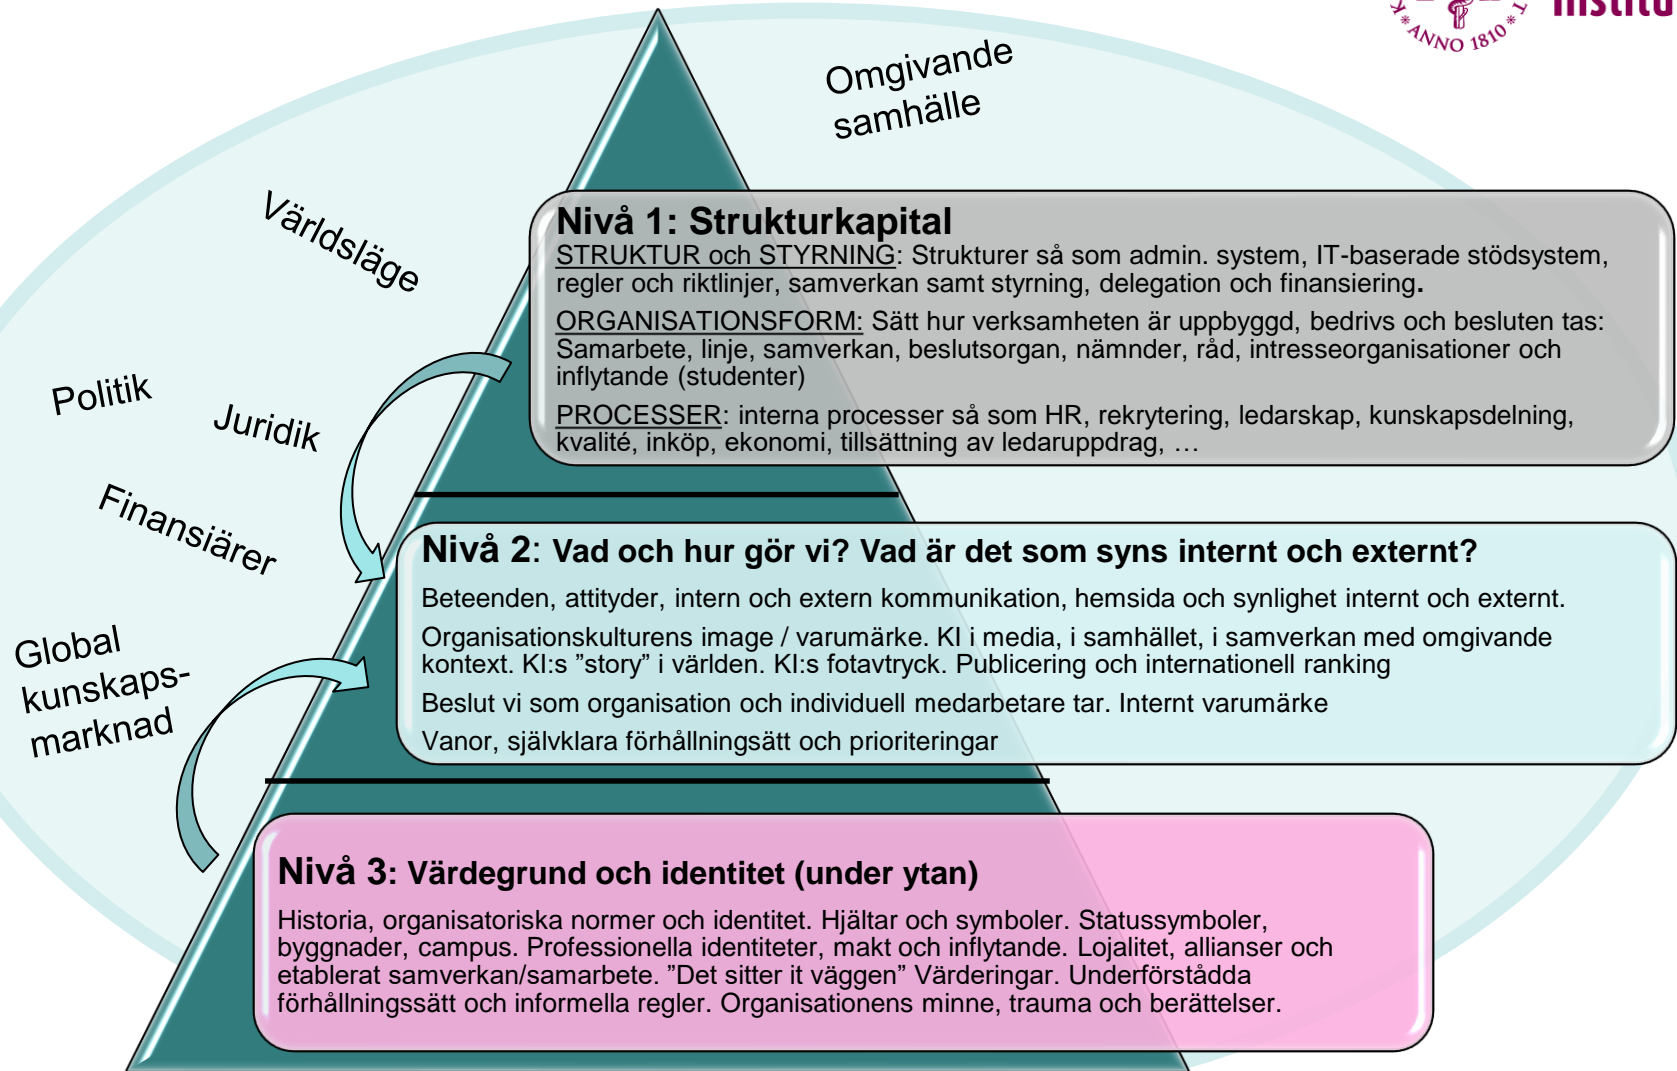 Institu
*ANNO 1810*
Omgivande
samhälle
Världsläge
Politik
Juridik
Finansiärer
Global
kunskaps-
marknad
Nivå 1: Strukturkapital
STRUKTUR och STYRNING: Strukturer så som admin. system, IT-baserade stödsystem,
regler och riktlinjer, samverkan samt styrning, delegation och finansiering.
ORGANISATIONSFORM: Sätt hur verksamheten är uppbyggd, bedrivs och besluten tas:
Samarbete, linje, samverkan, beslutsorgan, nämnder, råd, intresseorganisationer och
inflytande (studenter)
PROCESSER: interna processer så som HR, rekrytering, ledarskap, kunskapsdelning,
kvalité, inköp, ekonomi, tillsättning av ledaruppdrag, …
Nivå 2: Vad och hur gör vi? Vad är det som syns internt och externt?
Beteenden, attityder, intern och extern kommunikation, hemsida och synlighet internt och externt.
Organisationskulturens image / varumärke. KI i media, i samhället, i samverkan med omgivande
kontext. KI:s ”story” i världen. KI:s fotavtryck. Publicering och internationell ranking
Beslut vi som organisation och individuell medarbetare tar. Internt varumärke
Vanor, självklara förhållningsätt och prioriteringar
Nivå 3: Värdegrund och identitet (under ytan)
Historia, organisatoriska normer och identitet. Hjältar och symboler. Statussymboler,
byggnader, campus. Professionella identiteter, makt och inflytande. Lojalitet, allianser och
etablerat samverkan/samarbete. ”Det sitter it väggen” Värderingar. Underförstådda
förhållningssätt och informella regler. Organisationens minne, trauma och berättelser.